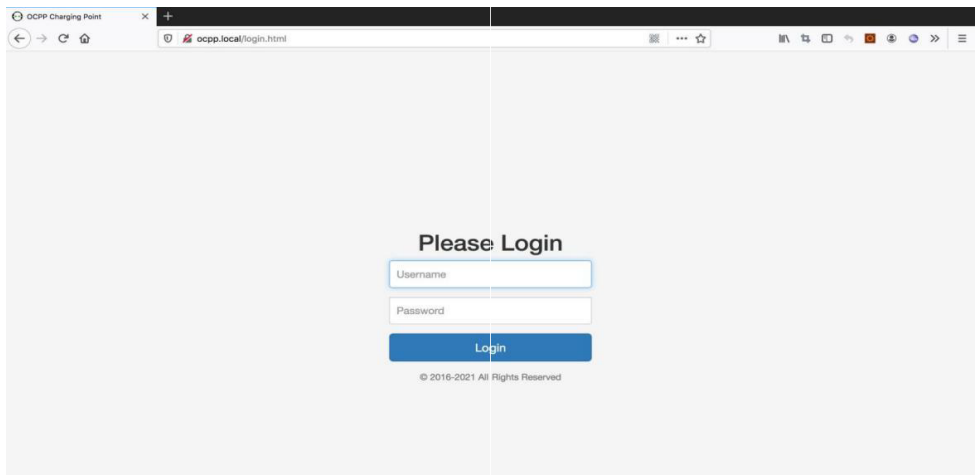 OCPP Charging Point
ocpp.local/login.html
Please Login
Username
Password
Login
© 2016-2021 All Rights Reserved